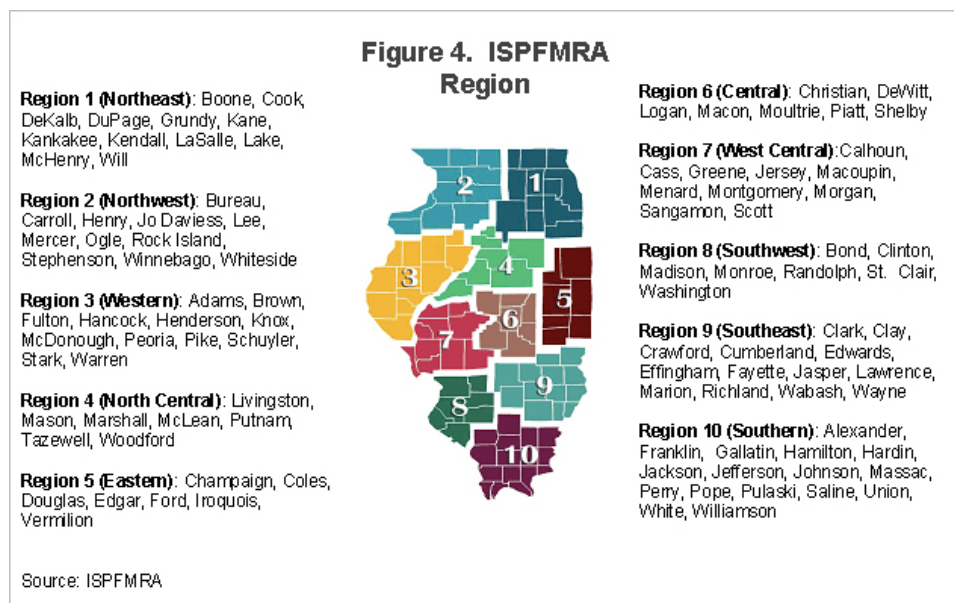 Figure 4. ISPFMRA
Region
Region 1 (Northeast): Boone, Cook,
DeKalb, DuPage, Grundy, Kane,
Kankakee, Kendall, LaSalle, Lake,
McHenry, Will
Region 2 (Northwest): Bureau,
Carroll, Henry, Jo Daviess, Lee,
Mercer, Ogle, Rock Island,
Stephenson, Winnebago, Whiteside
Region 3 (Western): Adams, Brown,
Fulton, Hancock, Henderson, Knox,
McDonough, Peoria, Pike, Schuyler,
Stark, Warren
Region 4 (North Central): Livingston,
Mason, Marshall, McLean, Putnam,
Tazewell, Woodford
Region 5 (Eastern): Champaign, Coles,
Douglas, Edgar, Ford, Iroquois,
Vermilion
Source: ISPFMRA
1
2
3
4
5
6
7
8
9
10
Region 6 (Central): Christian, DeWitt,
Logan, Macon, Moultrie, Piatt, Shelby
Region 7 (West Central):Calhoun,
Cass, Greene, Jersey, Macoupin,
Menard, Montgomery, Morgan,
Sangamon, Scott
Region 8 (Southwest): Bond, Clinton,
Madison, Monroe, Randolph, St. Clair,
Washington
Region 9 (Southeast): Clark, Clay,
Crawford, Cumberland, Edwards,
Effingham, Fayette, Jasper, Lawrence,
Marion, Richland, Wabash, Wayne
Region 10 (Southern): Alexander,
Franklin, Gallatin, Hamilton, Hardin,
Jackson, Jefferson, Johnson, Massac,
Perry, Pope, Pulaski, Saline, Union,
White, Williamson